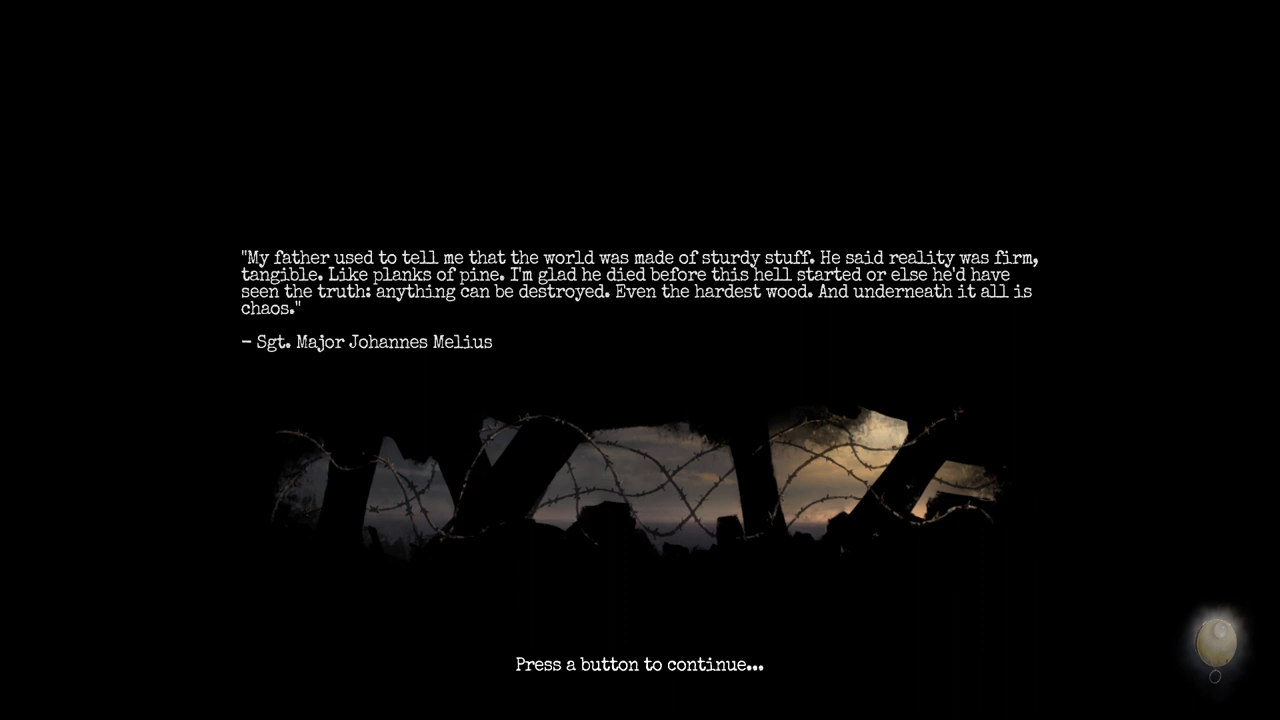 "My father used to tell me that the world was made of sturdy stuff. He said reality was firm,
tangible. Like planks of pine. I'm glad he died before this hell started or else he'd have
seen the truth: anything can be destroyed. Even the hardest wood. And underneath it all is
chaos."
- Sgt. Major Johannes Melius
Press a button to continue...